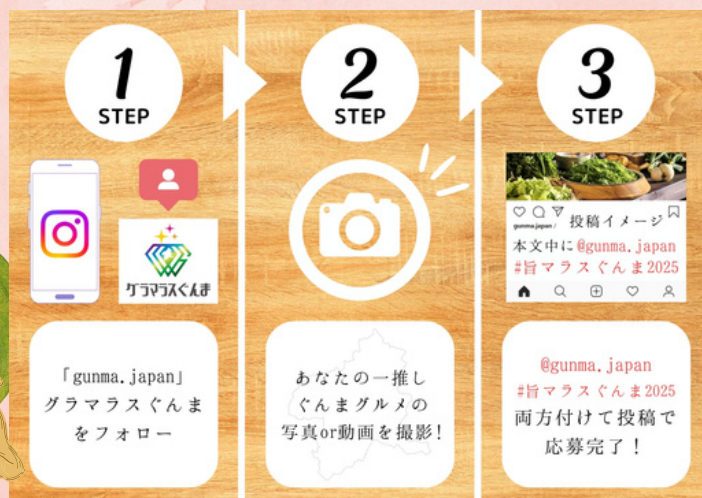 1
STEP
グラマラスぐんま
「gunma.japan」
グラマラスぐんま
をフォロー
2
STEP
あなたの一推し
ぐんまグルメの
写真or動画を撮影!
3
STEP
gunma.japan /
投稿イメージ
本文中に@gunma.japan
#旨マラスぐんま2025
@gunma.japan
#旨マラスぐんま2025
両方付けて投稿で
応募完了！